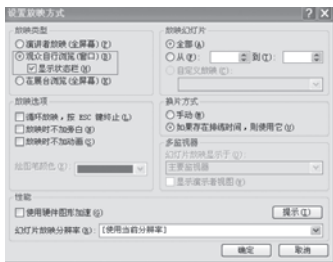 设置放映方式
放映类型
演讲者放映(全屏幕)(P)
观众自行浏览(窗口)(B)
显示状态栏(H)
在展台浏览(全屏幕)(K)
放映选项
循环放映，按 ESC 键终止(L)
放映时不加旁白(N)
放映时不加动画(S)
绘图笔颜色(E):
放映幻灯片
全部(A)
从(F): 到(T):
自定义放映(C):
换片方式
手动(M)
如果存在排练时间，则使用它(U)
多监视器
幻灯片放映显示于(O):
主要监视器
显示演示者视图(W)
性能
使用硬件图形加速(G)
提示(I)
幻灯片放映分辨率(R): [使用当前分辨率]
确定 取消